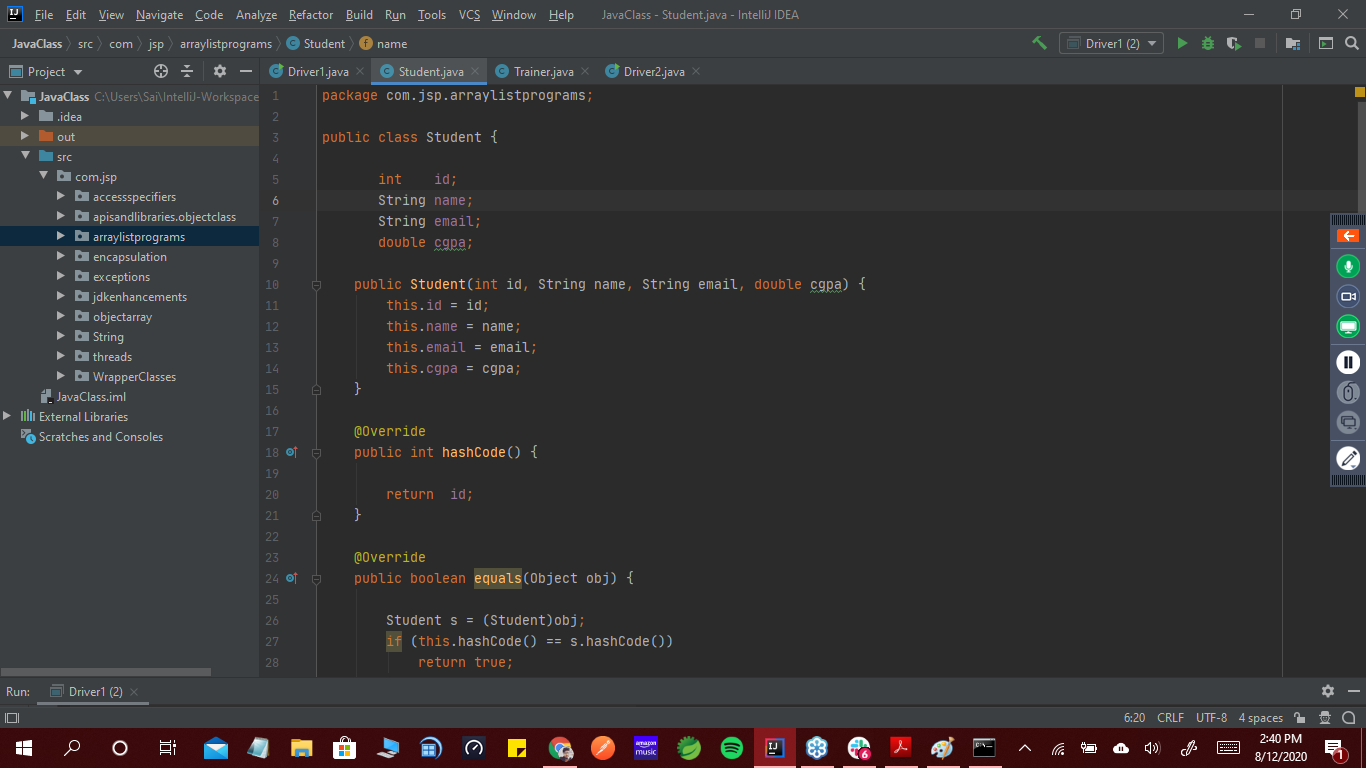 File Edit View Navigate Code Analyze Refactor Build Run Tools VCS Window Help JavaClass - Student.java - IntelliJ IDEA
JavaClass src com jsp arraylistprograms Student name Driver1 (2)
Project
Driver1.java Student.java Trainer.java Driver2.java
JavaClass C:\Users\Sai\IntelliJ-Workspace
.idea
out
src
com.jsp
accessspecifiers
apisandlibraries.objectclass
arraylistprograms
encapsulation
exceptions
jdkenhancements
objectarray
String
threads
WrapperClasses
JavaClass.iml
External Libraries
Scratches and Consoles
1 package com.jsp.arraylistprograms;
2
3 public class Student {
4
5 int id;
6 String name;
7 String email;
8 double cgpa;
9
10 public Student(int id, String name, String email, double cgpa) {
11 this.id = id;
12 this.name = name;
13 this.email = email;
14 this.cgpa = cgpa;
15 }
16
17 @Override
18 public int hashCode() {
19
20 return id;
21 }
22
23 @Override
24 public boolean equals(Object obj) {
25
26 Student s = (Student)obj;
27 if (this.hashCode() == s.hashCode())
28 return true;
Run: Driver1 (2)
6:20 CRLF UTF-8 4 spaces
amazon music
6
2:40 PM
8/12/2020
1